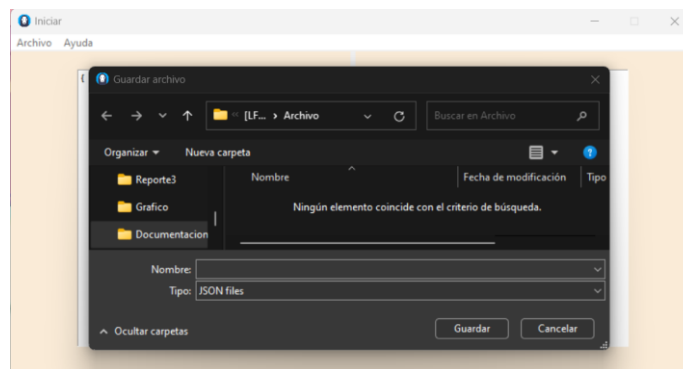 Iniciar
Archivo Ayuda
{
Guardar archivo
« [LF... › Archivo
Buscar en Archivo
Organizar
Nueva carpeta
Nombre Fecha de modificación Tipo
Reporte3
Grafico
Ningún elemento coincide con el criterio de búsqueda.
Documentacion
Nombre:
Tipo: JSON files
Ocultar carpetas
Guardar Cancelar